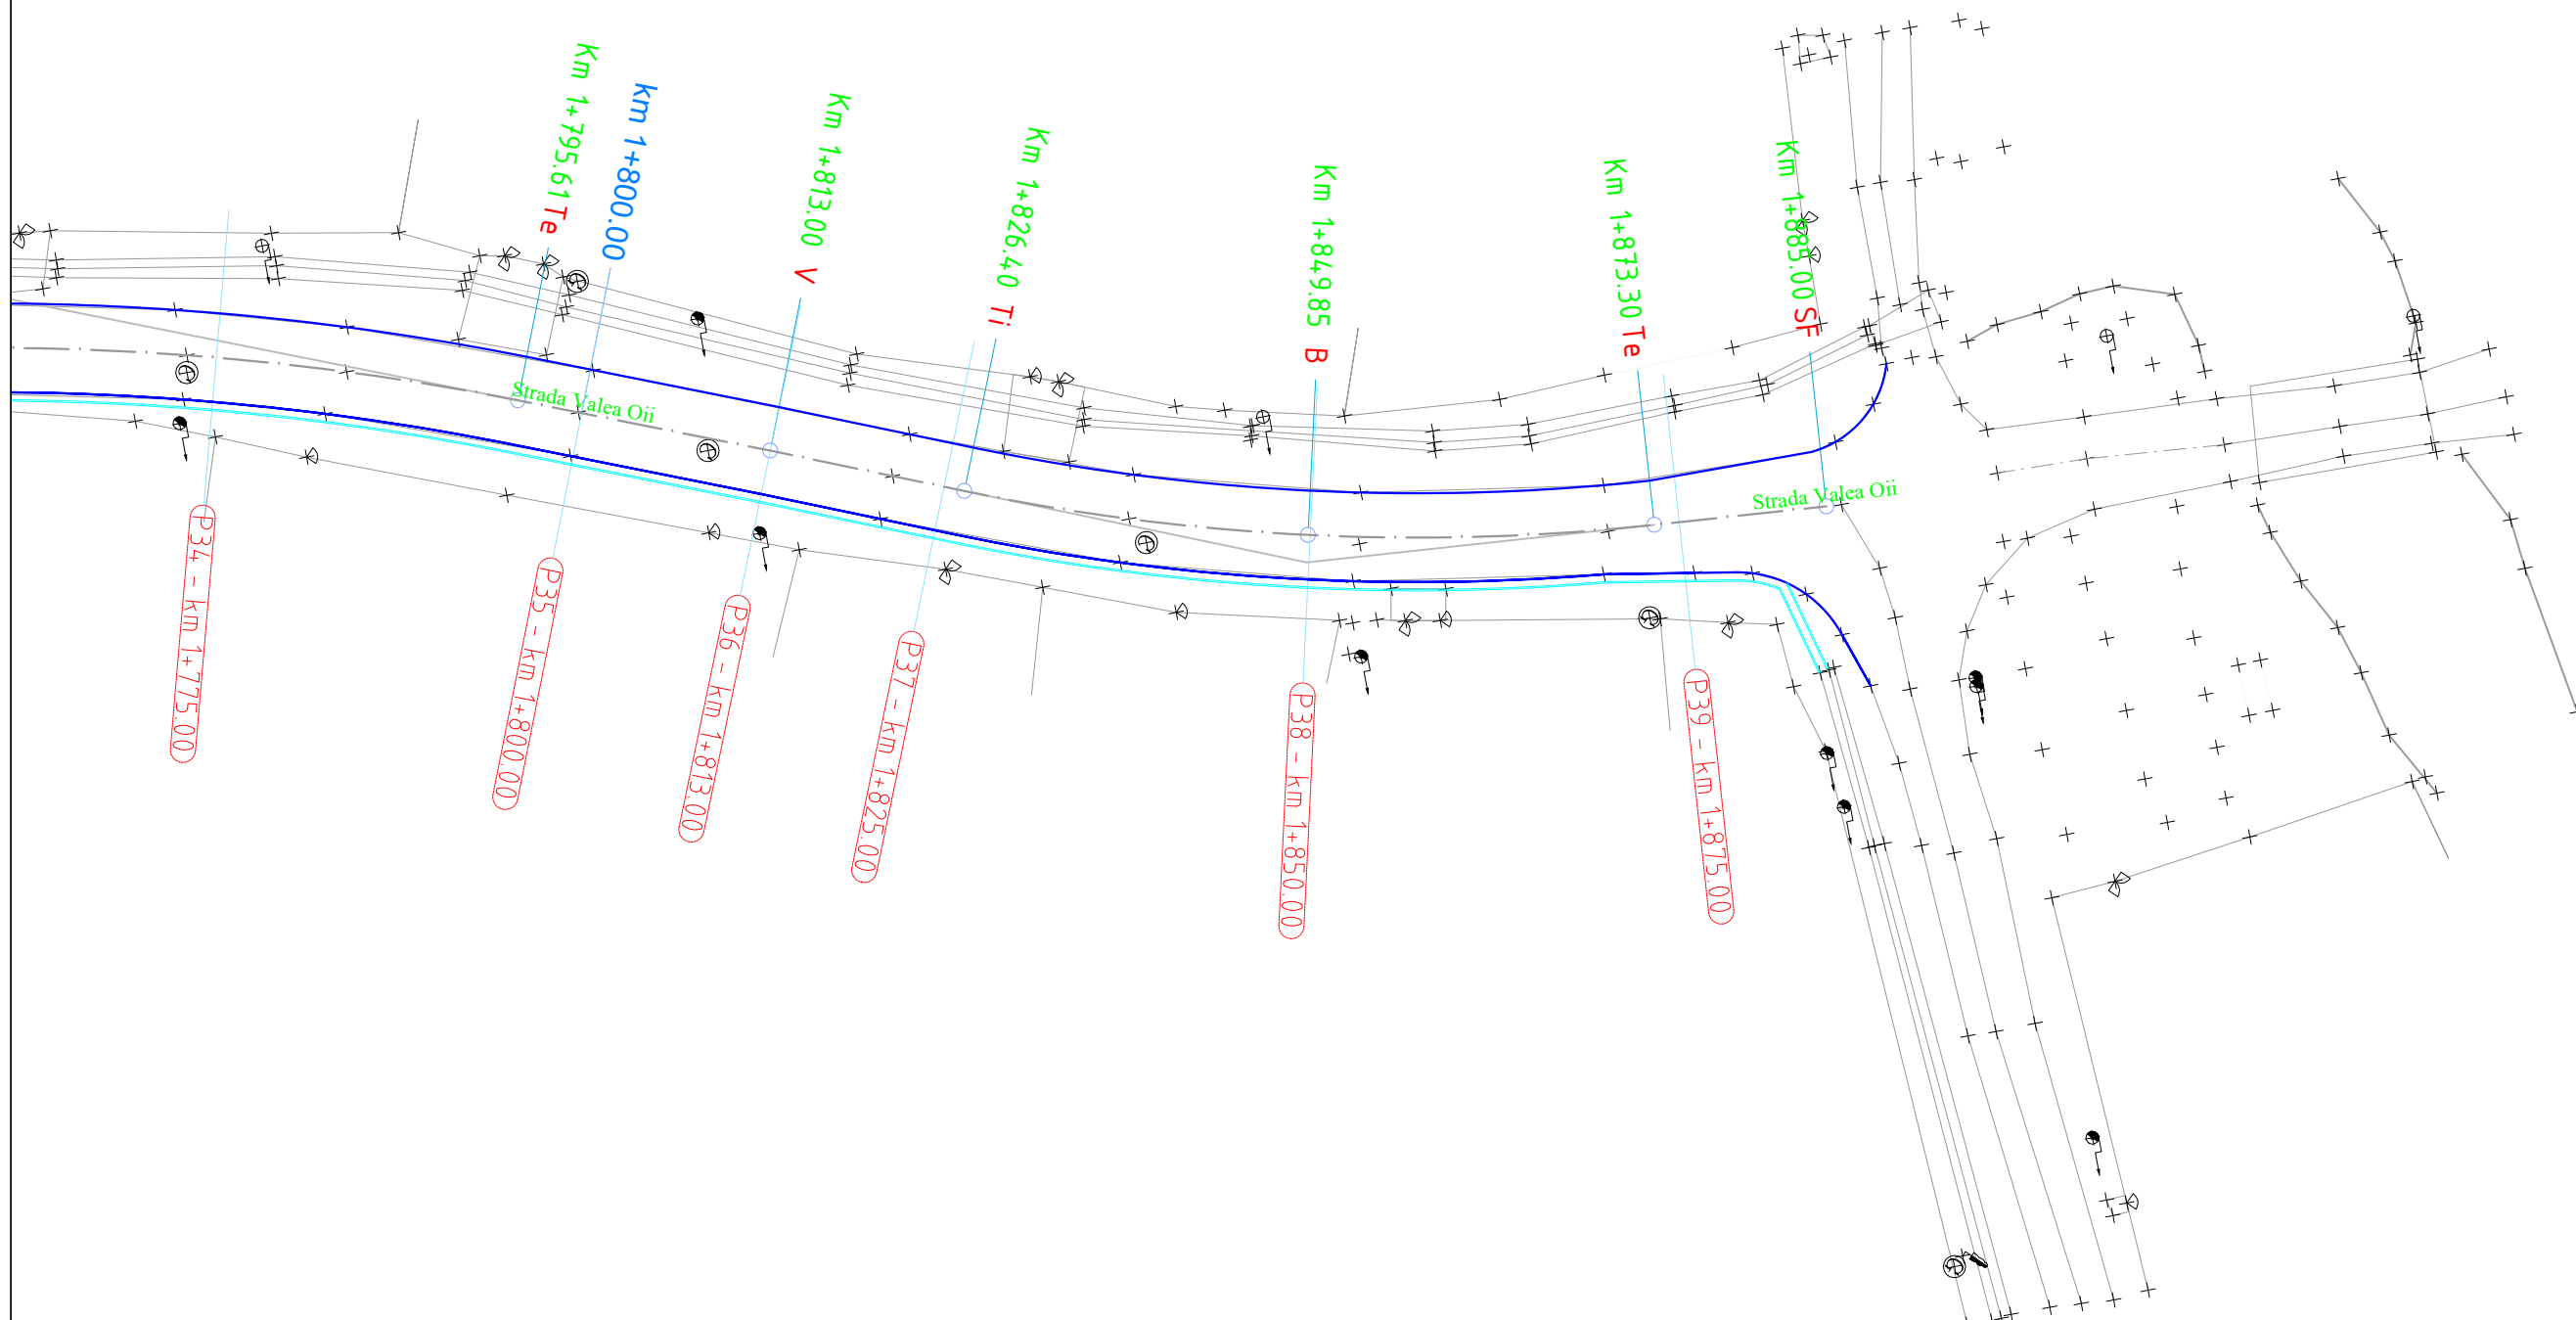 Km 1+795.61 Te
km 1+800.00
Km 1+813.00 V
Km 1+826.40 Ti
Km 1+849.85 B
Km 1+873.30 Te
Km 1+885.00 SF
Strada Valea Oii
Strada Valea Oii
P34 - km 1+775.00
P35 - km 1+800.00
P36 - km 1+813.00
P37 - km 1+825.00
P38 - km 1+850.000
P39 - km 1+875.00